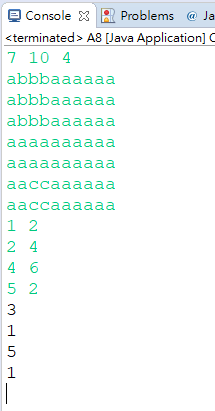 Console Problems @ Ja
<terminated> A8 [Java Application] C
7 10 4
abbbaaaaaa
abbbaaaaaa
abbbaaaaaa
aaaaaaaaaa
aaaaaaaaaa
aaccaaaaaa
aaccaaaaaa
1 2
2 4
4 6
5 2
3
1
5
1